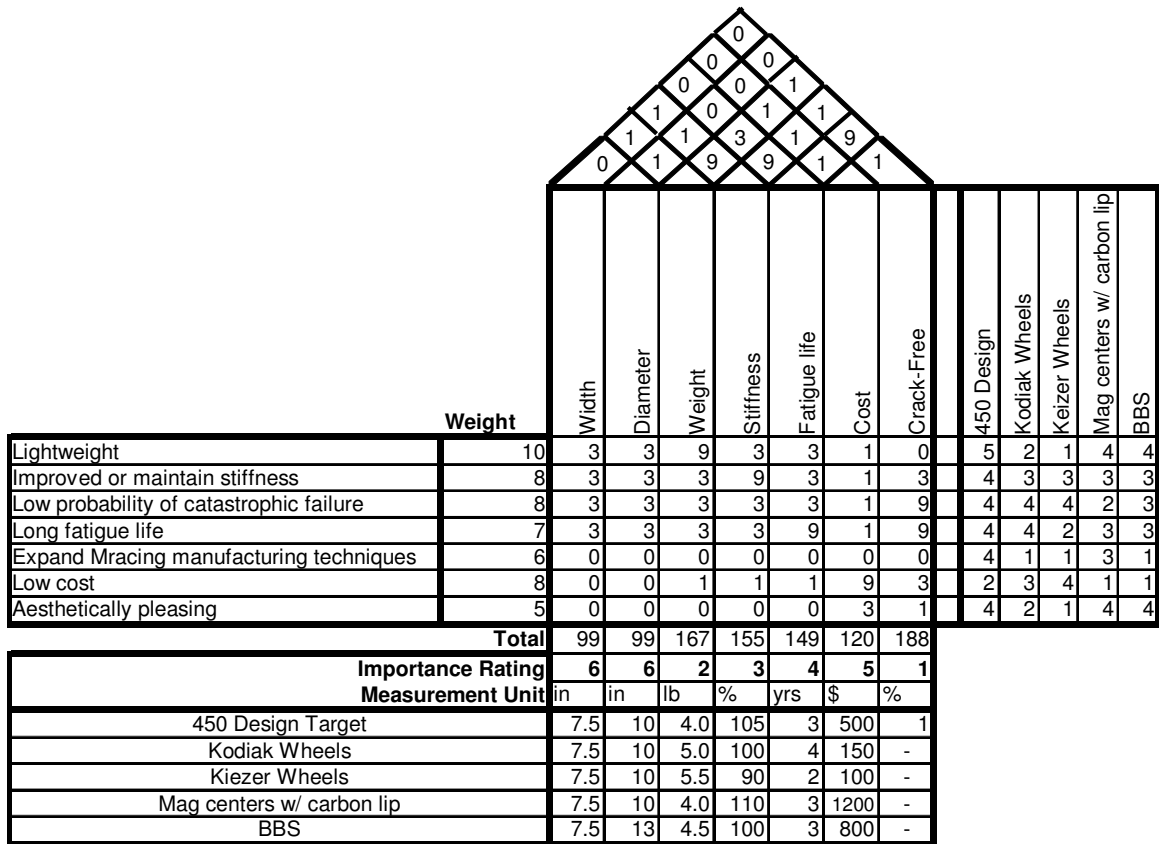 0
0 0
0 0 1
1 0 1 1
1 1 3 1 9
0 1 9 9 1 1
Weight Width Diameter Weight Stiffness Fatigue life Cost Crack-Free 450 Design Kodiak Wheels Keizer Wheels Mag centers w/ carbon lip BBS
Lightweight 10 3 3 9 3 3 1 0 5 2 1 4 4
Improved or maintain stiffness 8 3 3 3 9 3 1 3 4 3 3 3 3
Low probability of catastrophic failure 8 3 3 3 3 3 1 9 4 4 4 2 3
Long fatigue life 7 3 3 3 3 9 1 9 4 4 2 3 3
Expand Mracing manufacturing techniques 6 0 0 0 0 0 0 0 4 1 1 3 1
Low cost 8 0 0 1 1 1 9 3 2 3 4 1 1
Aesthetically pleasing 5 0 0 0 0 0 3 1 4 2 1 4 4
Total 99 99 167 155 149 120 188
Importance Rating 6 6 2 3 4 5 1
Measurement Unit in in lb % yrs $ %
450 Design Target 7.5 10 4.0 105 3 500 1
Kodiak Wheels 7.5 10 5.0 100 4 150 -
Kiezer Wheels 7.5 10 5.5 90 2 100 -
Mag centers w/ carbon lip 7.5 10 4.0 110 3 1200 -
BBS 7.5 13 4.5 100 3 800 -